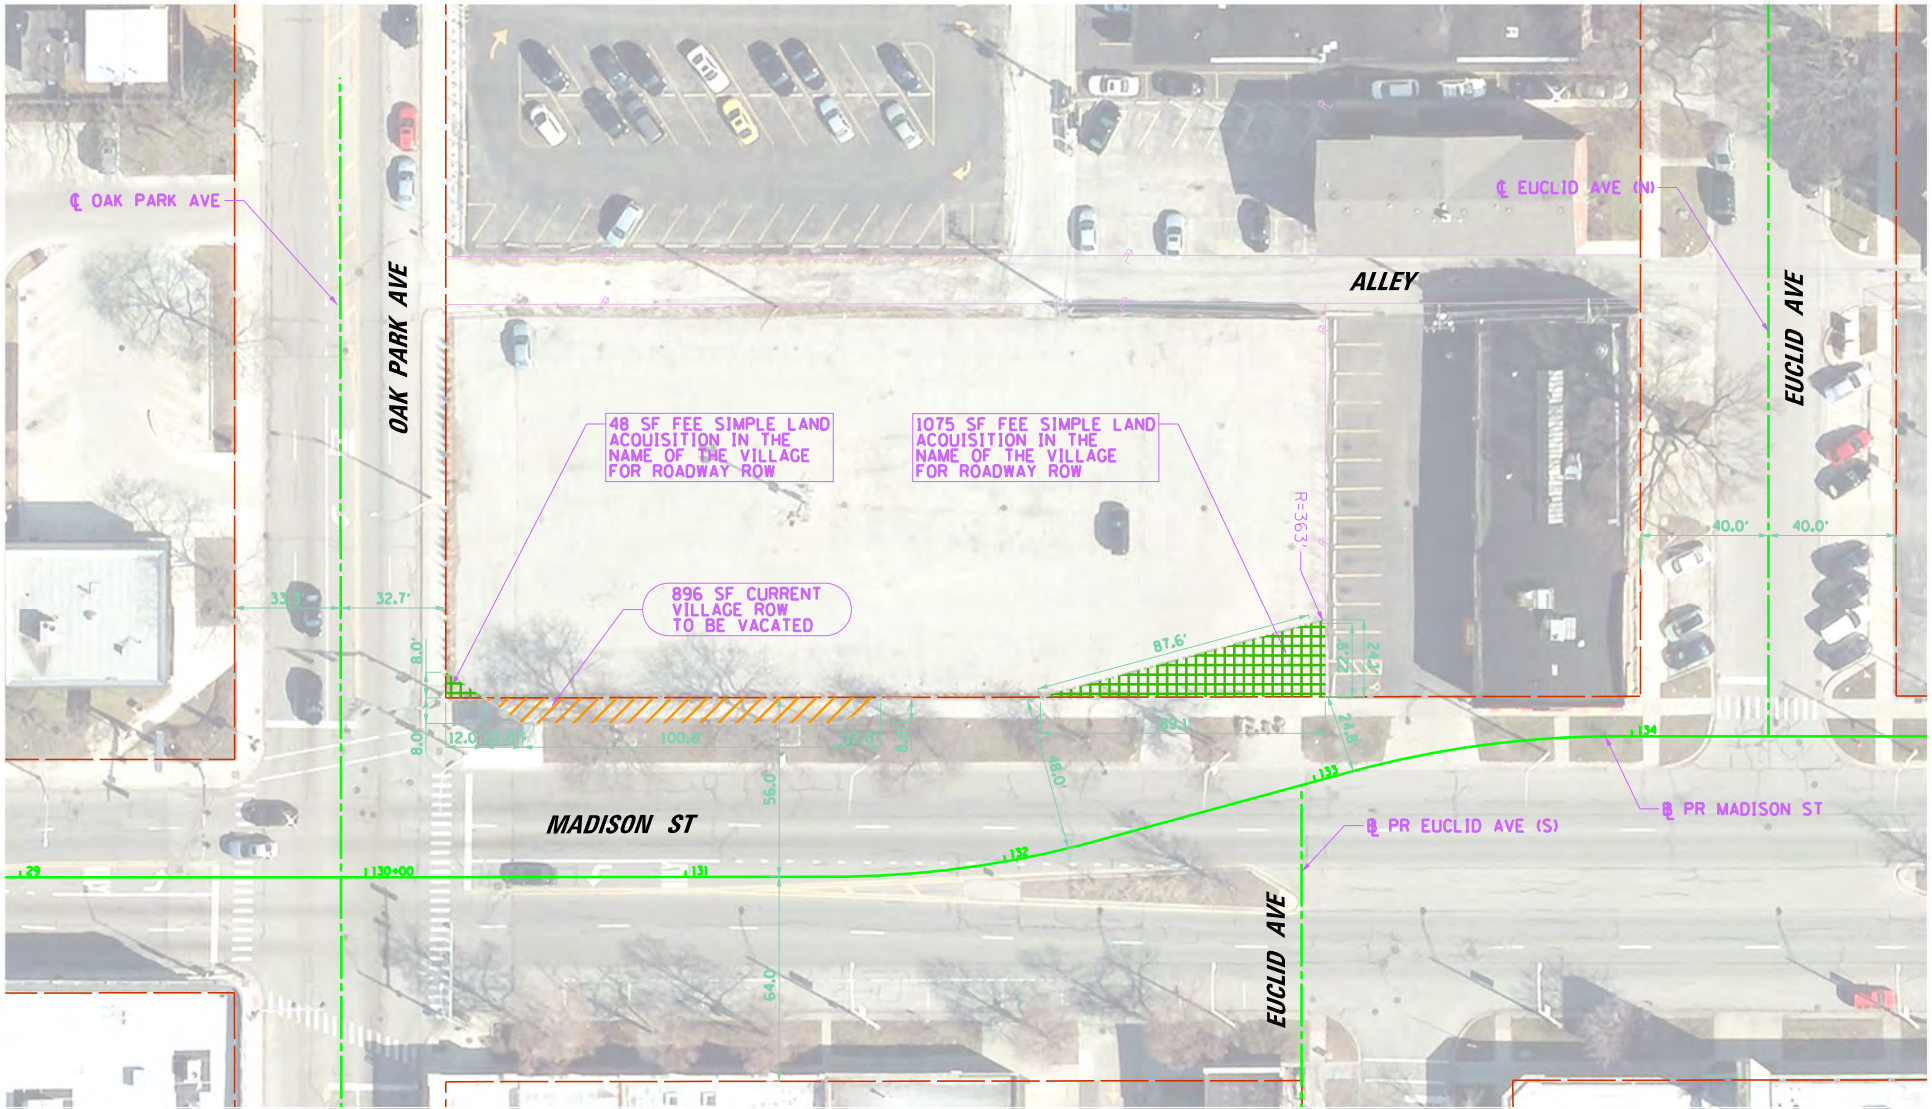 ℄ OAK PARK AVE
OAK PARK AVE
℄ EUCLID AVE (N)
EUCLID AVE
ALLEY
48 SF FEE SIMPLE LAND
ACQUISITION IN THE
NAME OF THE VILLAGE
FOR ROADWAY ROW
1075 SF FEE SIMPLE LAND
ACQUISITION IN THE
NAME OF THE VILLAGE
FOR ROADWAY ROW
R=363'
40.0'
40.0'
33.3'
32.7'
896 SF CURRENT
VILLAGE ROW
TO BE VACATED
8.0'
87.6'
8.0'
12.0'
12.0'
100.0'
12.0'
8.0'
89.1'
24.8'
56.0'
48.0'
134
133
MADISON ST
PR MADISON ST
PR EUCLID AVE (S)
132
29
130+00
131
EUCLID AVE
64.0'